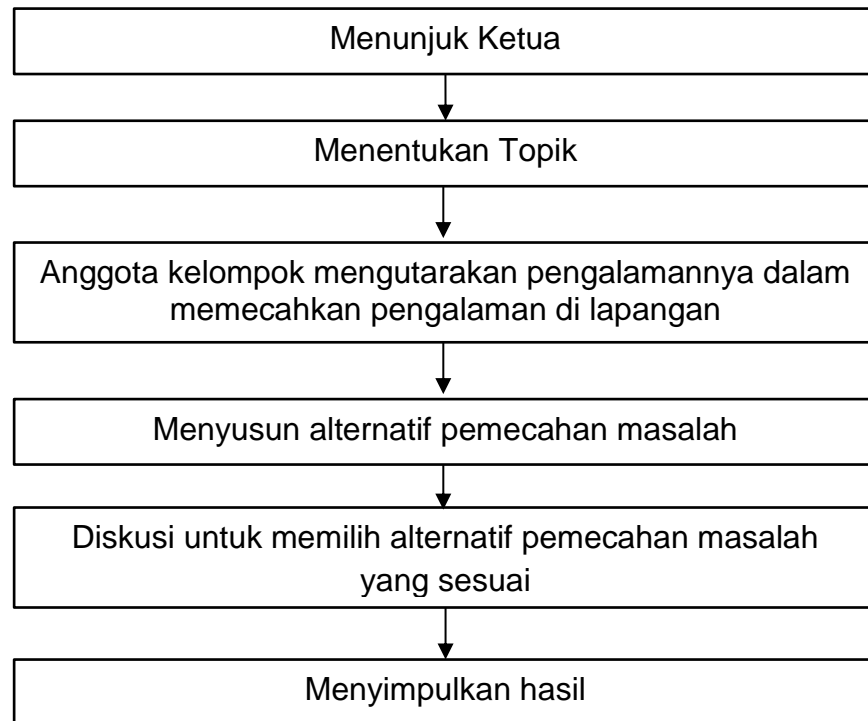 Menunjuk Ketua
Menentukan Topik
Anggota kelompok mengutarakan pengalamannya dalam
memecahkan pengalaman di lapangan
Menyusun alternatif pemecahan masalah
Diskusi untuk memilih alternatif pemecahan masalah
yang sesuai
Menyimpulkan hasil